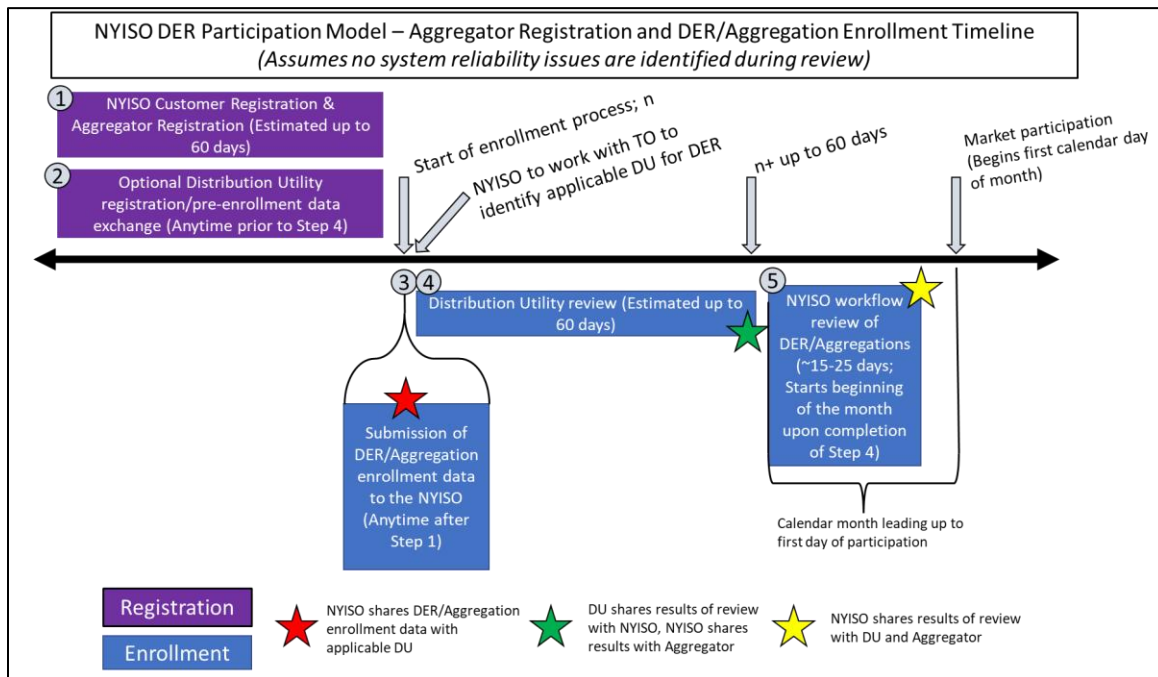 NYISO DER Participation Model – Aggregator Registration and DER/Aggregation Enrollment Timeline
(Assumes no system reliability issues are identified during review)
1
NYISO Customer Registration &
Aggregator Registration (Estimated up to
60 days)
2
Optional Distribution Utility
registration/pre-enrollment data
exchange (Anytime prior to Step 4)
Start of enrollment process; n
NYISO to work with TO to
identify applicable DU for DER
n+ up to 60 days
Market participation
(Begins first calendar day
of month)
3
4
Distribution Utility review (Estimated up to
60 days)
5
NYISO workflow
review of
DER/Aggregations
(~15-25 days;
Starts beginning
of the month
upon completion
of Step 4)
Submission of
DER/Aggregation
enrollment data
to the NYISO
(Anytime after
Step 1)
Calendar month leading up to
first day of participation
Registration
Enrollment
NYISO shares DER/Aggregation
enrollment data with
applicable DU
DU shares results of review
with NYISO, NYISO shares
results with Aggregator
NYISO shares results of review
with DU and Aggregator